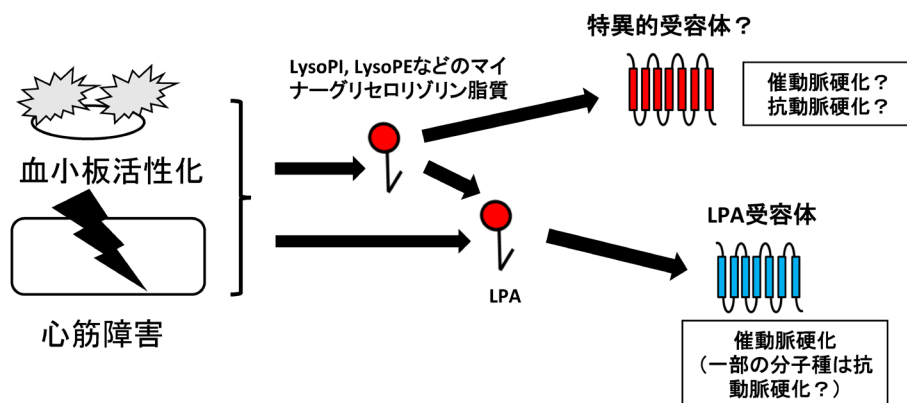 特異的受容体？
LysoPI, LysoPEなどのマイ
ナーグリセロリゾリン脂質
催動脈硬化？
抗動脈硬化？
血小板活性化
LPA受容体
LPA
心筋障害
催動脈硬化
（一部の分子種は抗
動脈硬化？）